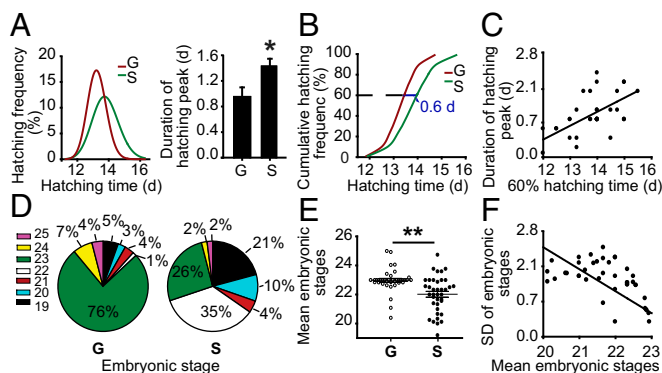 A
Hatching frequency (%)
20
15
10
5
0
G
S
12
14
16
Hatching time (d)
Duration of hatching peak (d)
1.6
1.2
0.8
0.4
0.0
*
G
S
B
Cumulative hatching frequenc (%)
100
80
60
40
20
0
G
S
0.6 d
12
13
14
15
16
Hatching time (d)
C
Duration of hatching peak (d)
2.8
2.1
1.4
0.7
0.0
12
13
14
15
16
60% hatching time (d)
D
25
24
23
22
21
20
19
7%
4%
5%
3%
4%
1%
76%
G
2%
2%
21%
10%
4%
35%
26%
S
Embryonic stage
E
Mean embryonic stages
26
24
22
20
**
G
S
F
SD of embryonic stages
2.8
2.1
1.4
0.7
0.0
20
21
22
23
Mean embryonic stages